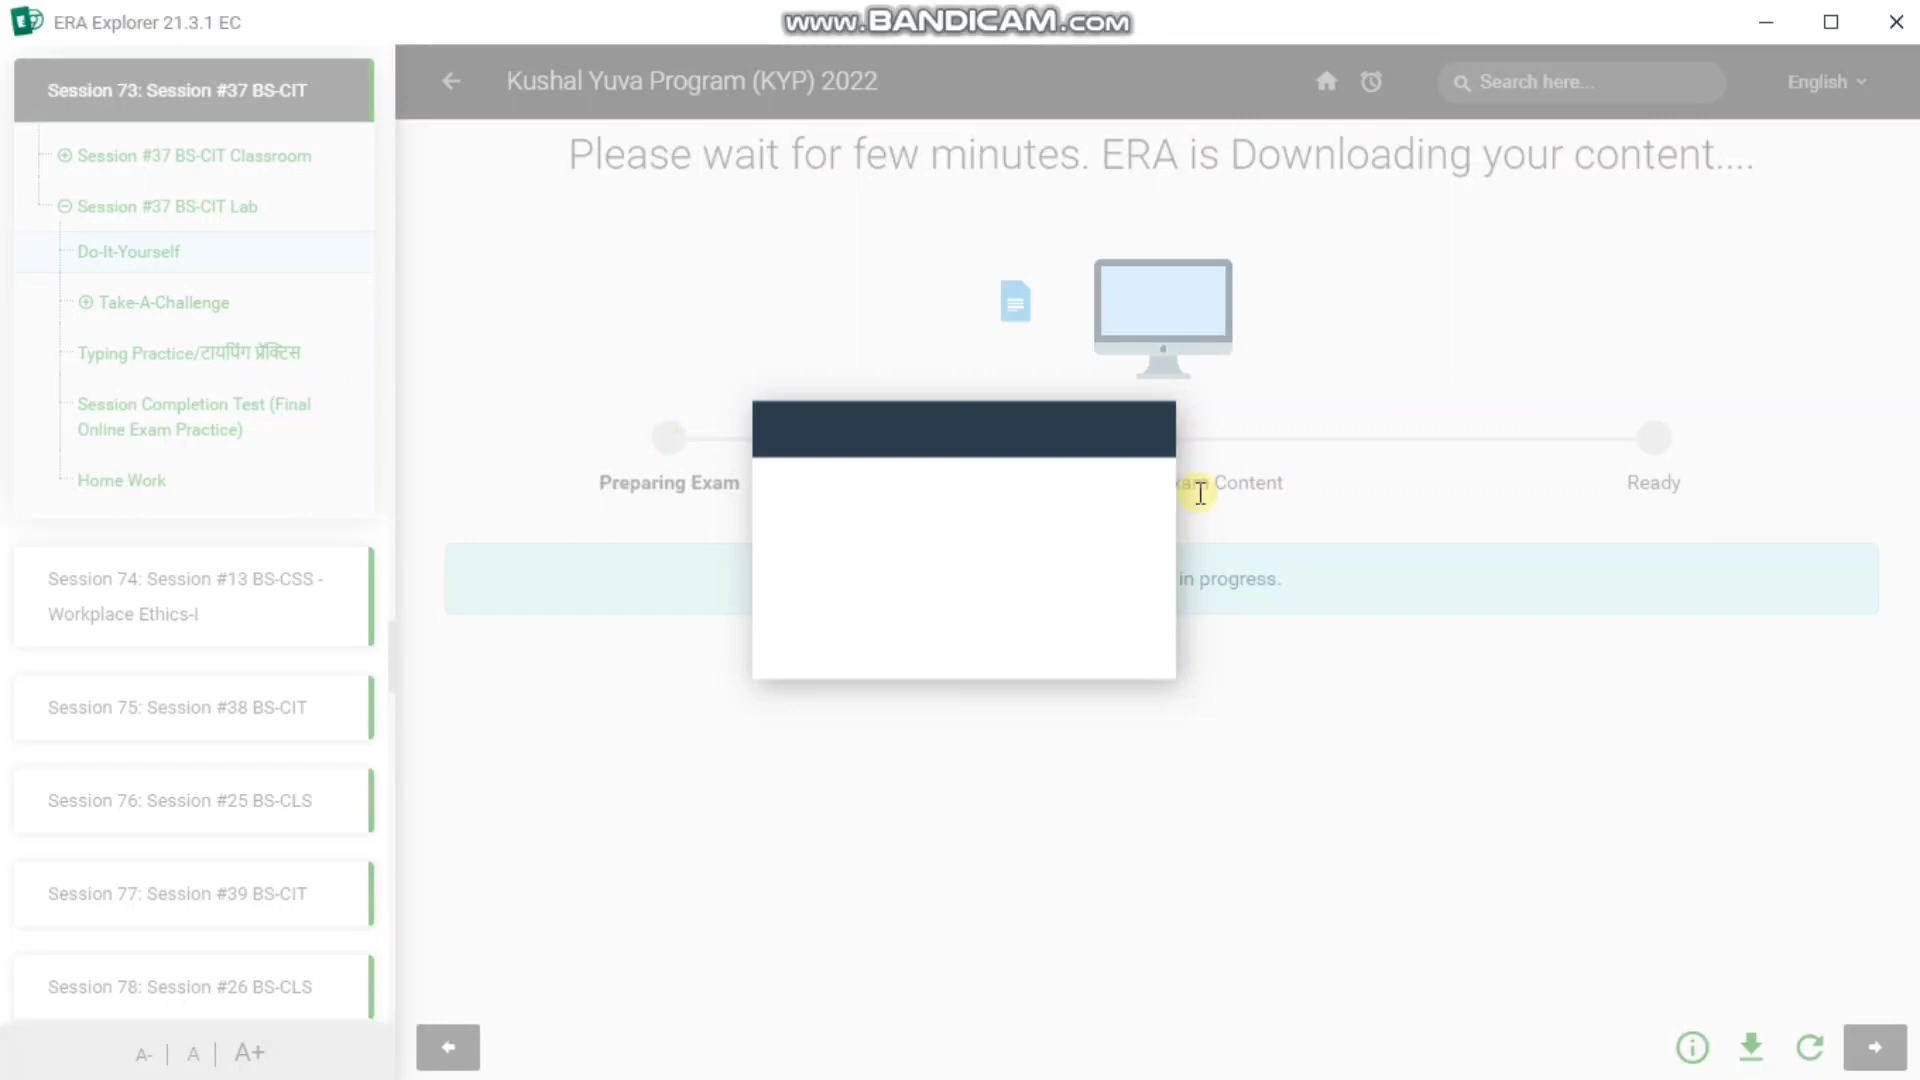 ERA Explorer 21.3.1 EC
www.BANDICAM.com
Session 73: Session #37 BS-CIT
Kushal Yuva Program (KYP) 2022
Search here...
English
Please wait for few minutes. ERA is Downloading your content....
Session #37 BS-CIT Classroom
Session #37 BS-CIT Lab
Do-It-Yourself
Take-A-Challenge
Typing Practice/टायपिंग प्रॅक्टिस
Session Completion Test (Final
Online Exam Practice)
Home Work
Preparing Exam
Content
Ready
in progress.
Session 74: Session #13 BS-CSS -
Workplace Ethics-I
Session 75: Session #38 BS-CIT
Session 76: Session #25 BS-CLS
Session 77: Session #39 BS-CIT
Session 78: Session #26 BS-CLS
A- | A | A+